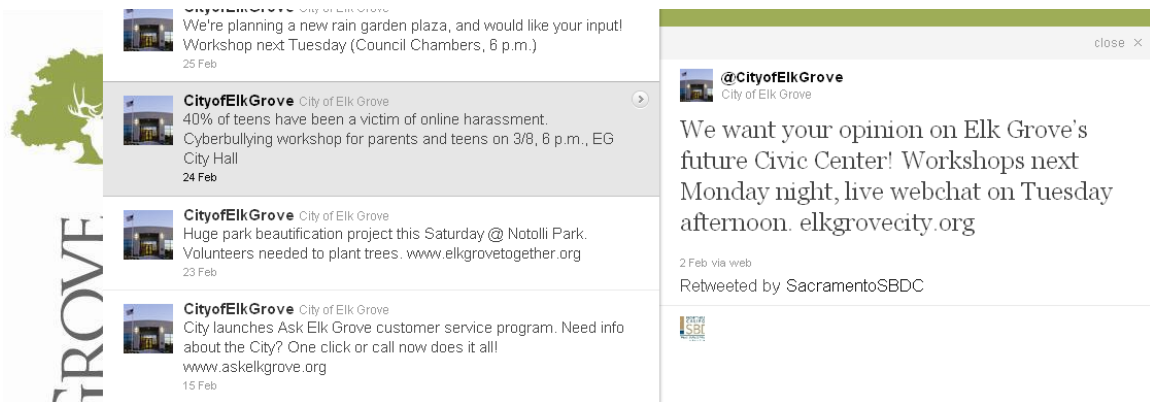 CityofElkGrove City of Elk Grove
We're planning a new rain garden plaza, and would like your input!
Workshop next Tuesday (Council Chambers, 6 p.m.)
25 Feb
CityofElkGrove City of Elk Grove
40% of teens have been a victim of online harassment.
Cyberbullying workshop for parents and teens on 3/8, 6 p.m., EG
City Hall
24 Feb
CityofElkGrove City of Elk Grove
Huge park beautification project this Saturday @ Notolli Park.
Volunteers needed to plant trees. www.elkgrovetogether.org
23 Feb
CityofElkGrove City of Elk Grove
City launches Ask Elk Grove customer service program. Need info
about the City? One click or call now does it all!
www.askelkgrove.org
15 Feb
close ×
@CityofElkGrove
City of Elk Grove
We want your opinion on Elk Grove's
future Civic Center! Workshops next
Monday night, live webchat on Tuesday
afternoon. elkgrovecity.org
2 Feb via web
Retweeted by SacramentoSBDC
SBD
GROVE